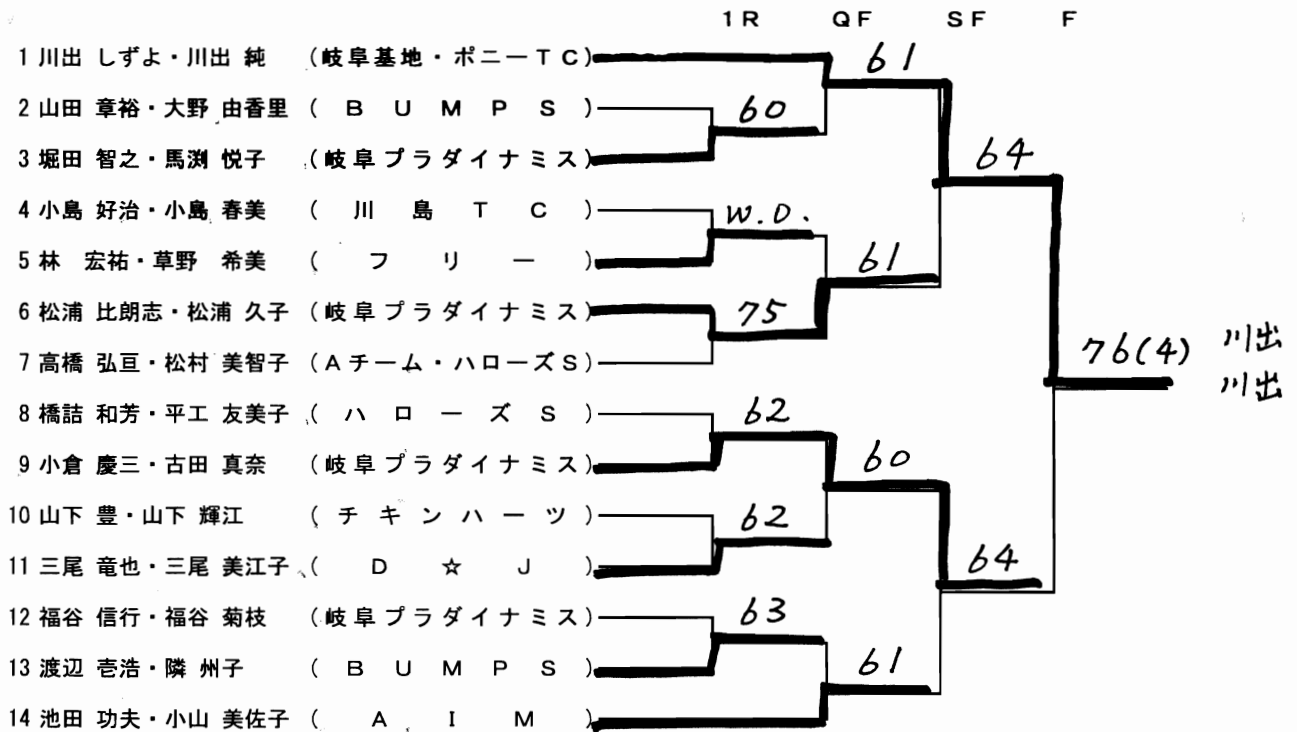 1R QF SF F
1 川出 しずよ・川出 純 (岐阜基地・ポニーTC)
61
2 山田 章裕・大野 由香里 (BUMPS)
60
3 堀田 智之・馬渕 悦子 (岐阜プラダイナミス)
64
4 小島 好治・小島 春美 (川島TC)
W.O.
5 林 宏祐・草野 希美 (フリー)
61
6 松浦 比朗志・松浦 久子 (岐阜プラダイナミス)
75
7 高橋 弘亘・松村 美智子 (Aチーム・ハローズS)
76(4) 川出
川出
8 橋詰 和芳・平工 友美子 (ハローズS)
62
9 小倉 慶三・古田 真奈 (岐阜プラダイナミス)
60
10 山下 豊・山下 輝江 (チキンハーツ)
62
11 三尾 竜也・三尾 美江子 (D☆J)
64
12 福谷 信行・福谷 菊枝 (岐阜プラダイナミス)
63
13 渡辺 壱浩・隣 州子 (BUMPS)
61
14 池田 功夫・小山 美佐子 (AIM)